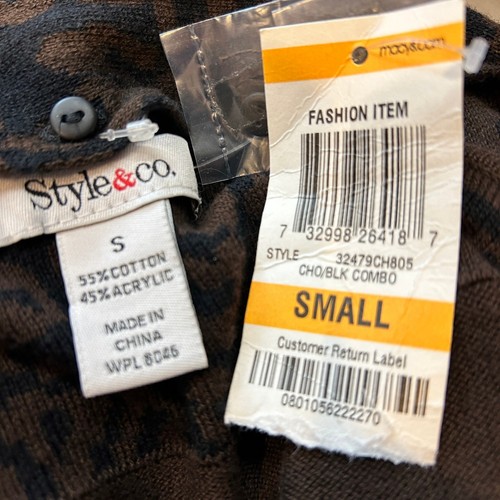 Style&co.
S
55% COTTON
45% ACRYLIC
MADE IN
CHINA
WPL 8046
macys.com
FASHION ITEM
7 32998 26418 7
STYLE 32479CH805
CHO/BLK COMBO
SMALL
Customer Return Label
0801056222270